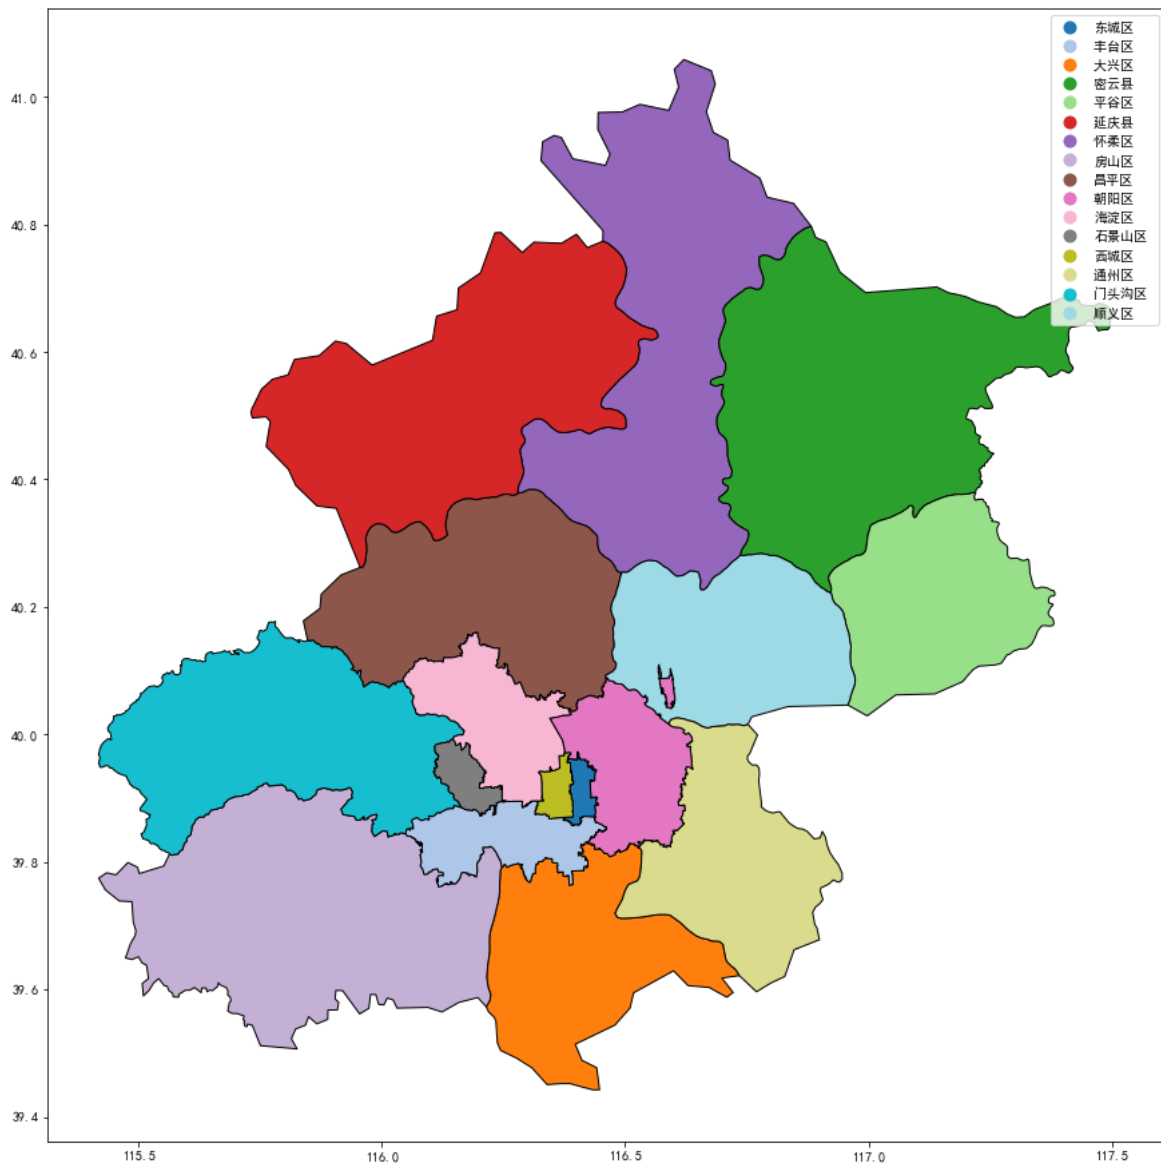 东城区
丰台区
大兴区
密云县
平谷区
延庆县
怀柔区
房山区
昌平区
朝阳区
海淀区
石景山区
西城区
通州区
门头沟区
顺义区
41.0
40.8
40.6
40.4
40.2
40.0
39.8
39.6
39.4
115.5
116.0
116.5
117.0
117.5